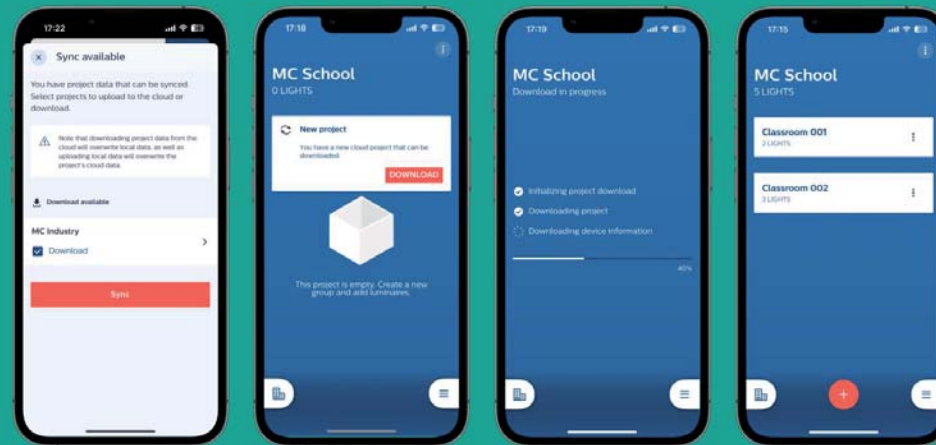 17:22
Sync available
You have project data that can be synced.
Select projects to upload to the cloud or
download.
Note that downloading project data from the
cloud will overwrite local data, as well as
uploading local data will overwrite the
project's cloud data.
Download available
MC Industry
Download
Sync
17:18
MC School
0 LIGHTS
New project
You have a new cloud project that can be
downloaded
DOWNLOAD
This project is empty. Create a new
group and add luminaires.
17:19
MC School
Download in progress
Initializing project download
Downloading project
Downloading device information
40%
17:15
MC School
5 LIGHTS
Classroom 001
2 LIGHTS
Classroom 002
3 LIGHTS